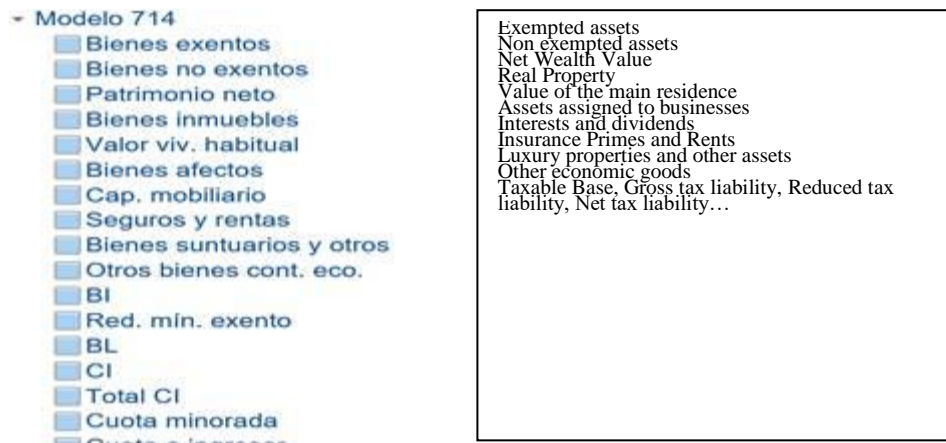 Modelo 714
Bienes exentos
Bienes no exentos
Patrimonio neto
Bienes inmuebles
Valor viv. habitual
Bienes afectos
Cap. mobiliario
Seguros y rentas
Bienes suntuarios y otros
Otros bienes cont. eco.
BI
Red. mín. exento
BL
CI
Total CI
Cuota minorada
Cuota a ingresar
Exempted assets
Non exempted assets
Net Wealth Value
Real Property
Value of the main residence
Assets assigned to businesses
Interests and dividends
Insurance Primes and Rents
Luxury properties and other assets
Other economic goods
Taxable Base, Gross tax liability, Reduced tax
liability, Net tax liability…